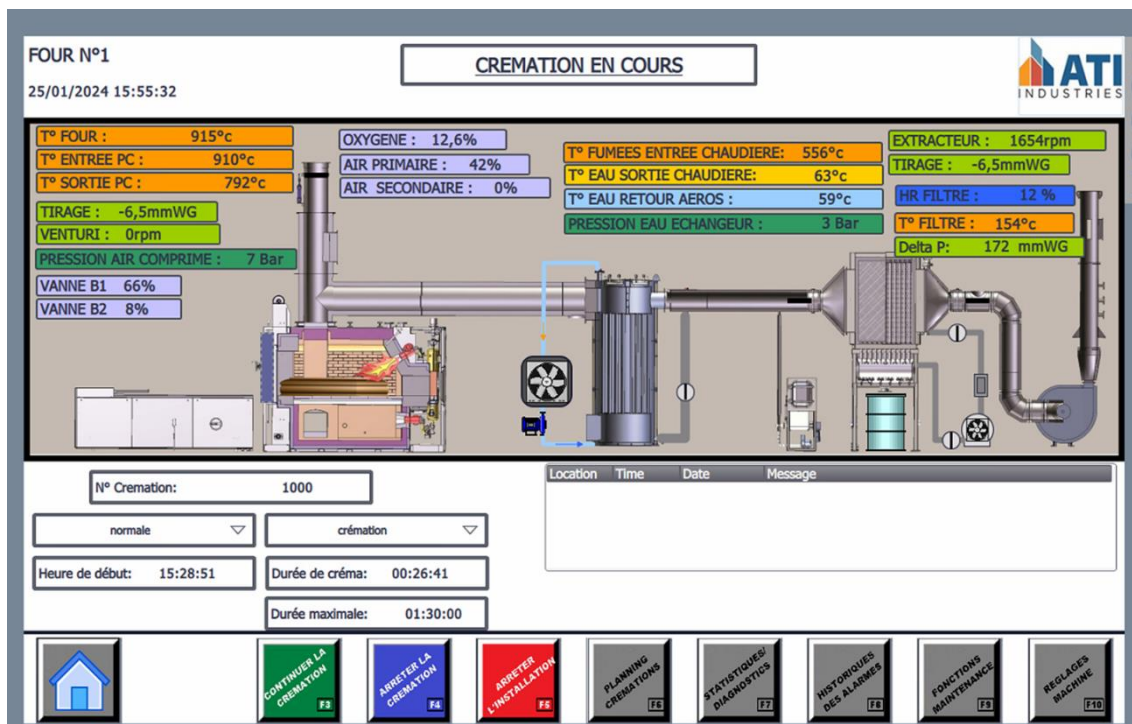 FOUR N°1
CREMATION EN COURS
ATI
INDUSTRIES
25/01/2024 15:55:32
T° FOUR : 915°c
T° ENTREE PC : 910°c
T° SORTIE PC : 792°c
TIRAGE : -6,5mmWG
VENTURI : 0rpm
PRESSION AIR COMPRIME : 7 Bar
VANNE B1 66%
VANNE B2 8%
OXYGENE : 12,6%
AIR PRIMAIRE : 42%
AIR SECONDAIRE : 0%
T° FUMEES ENTREE CHAUDIERE: 556°c
T° EAU SORTIE CHAUDIERE: 63°c
T° EAU RETOUR AEROS : 59°c
PRESSION EAU ECHANGEUR : 3 Bar
EXTRACTEUR : 1654rpm
TIRAGE : -6,5mmWG
HR FILTRE : 12 %
T° FILTRE : 154°c
Delta P: 172 mmWG
N° Cremation: 1000
normale
crémation
Heure de début: 15:28:51
Durée de créma: 00:26:41
Durée maximale: 01:30:00
Location Time Date Message
CONTINUER LA
CREMATION
F3
ARRETER LA
CREMATION
F4
ARRETER
L'INSTALLATION
F5
PLANNING
CREMATIONS
F6
STATISTIQUES/
DIAGNOSTICS
F7
HISTORIQUES
DES ALARMES
F8
FONCTIONS
MAINTENANCE
F9
REGLAGES
MACHINE
F10